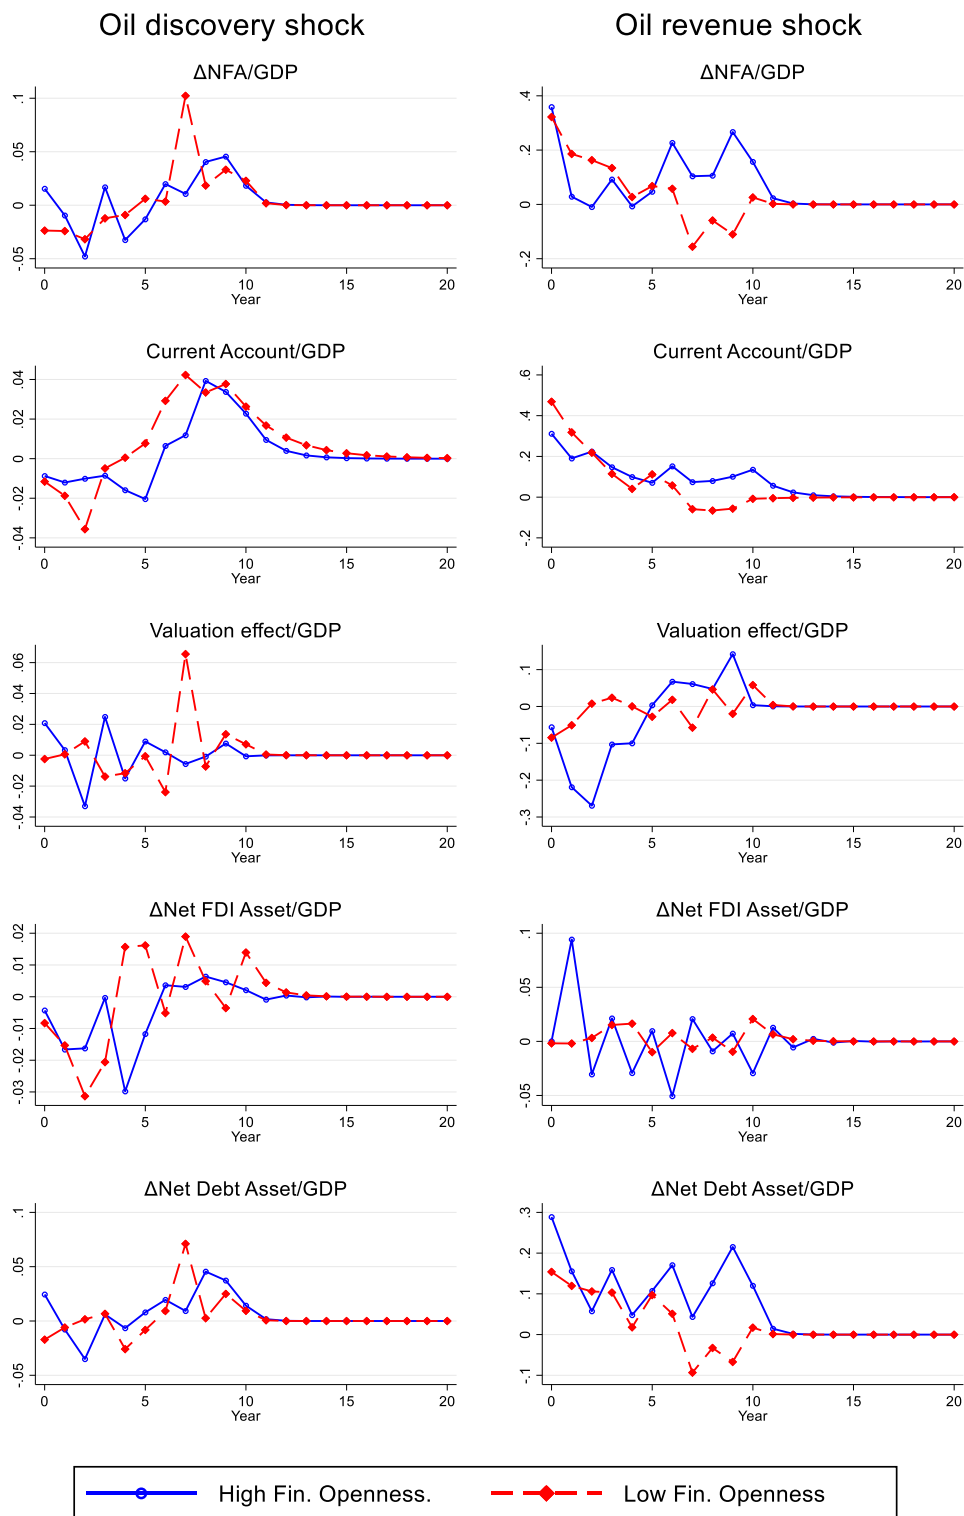 Oil discovery shock
Oil revenue shock
ΔNFA/GDP
.1
.05
0
-.05
0 5 10 15 20
Year
ΔNFA/GDP
.4
.2
0
-.2
0 5 10 15 20
Year
Current Account/GDP
.04
.02
0
-.02
-.04
0 5 10 15 20
Year
Current Account/GDP
.6
.4
.2
0
-.2
0 5 10 15 20
Year
Valuation effect/GDP
.06
.04
.02
0
-.02
-.04
0 5 10 15 20
Year
Valuation effect/GDP
.1
0
-.1
-.2
-.3
0 5 10 15 20
Year
ΔNet FDI Asset/GDP
.02
.01
0
-.01
-.02
-.03
0 5 10 15 20
Year
ΔNet FDI Asset/GDP
.1
.05
0
-.05
0 5 10 15 20
Year
ΔNet Debt Asset/GDP
.1
.05
0
-.05
0 5 10 15 20
Year
ΔNet Debt Asset/GDP
.3
.2
.1
0
-.1
0 5 10 15 20
Year
High Fin. Openness.
Low Fin. Openness